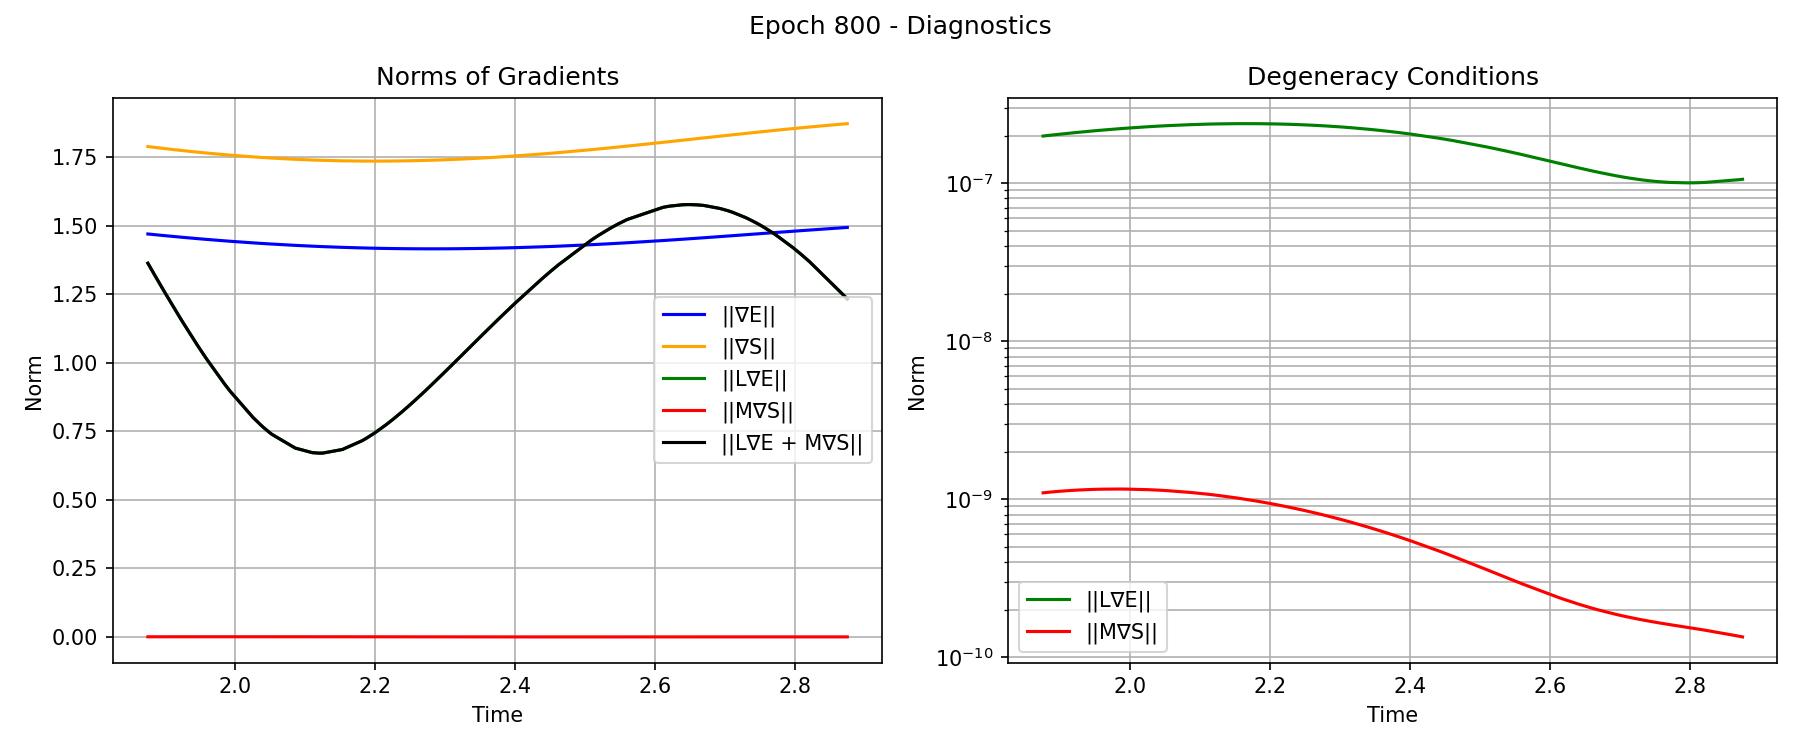 Epoch 800 - Diagnostics
Norms of Gradients
Norm
1.75
1.50
1.25
1.00
0.75
0.50
0.25
0.00
2.0 2.2 2.4 2.6 2.8
Time
||∇E||
||∇S||
||L∇E||
||M∇S||
||L∇E + M∇S||
Degeneracy Conditions
Norm
10⁻⁷
10⁻⁸
10⁻⁹
10⁻¹⁰
2.0 2.2 2.4 2.6 2.8
Time
||L∇E||
||M∇S||